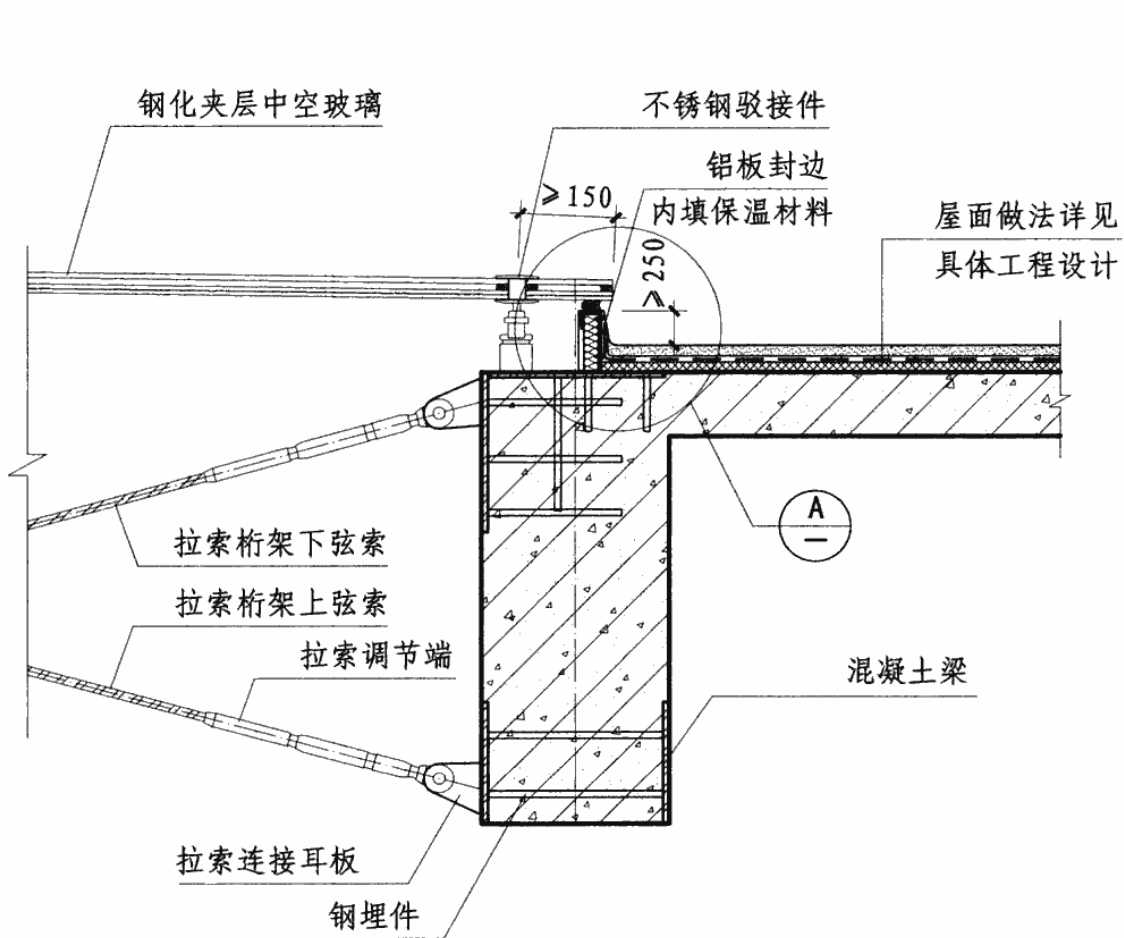 钢化夹层中空玻璃
不锈钢驳接件
铝板封边
内填保温材料
≥150
≥250
屋面做法详见
具体工程设计
A
拉索桁架下弦索
拉索桁架上弦索
拉索调节端
混凝土梁
拉索连接耳板
钢埋件